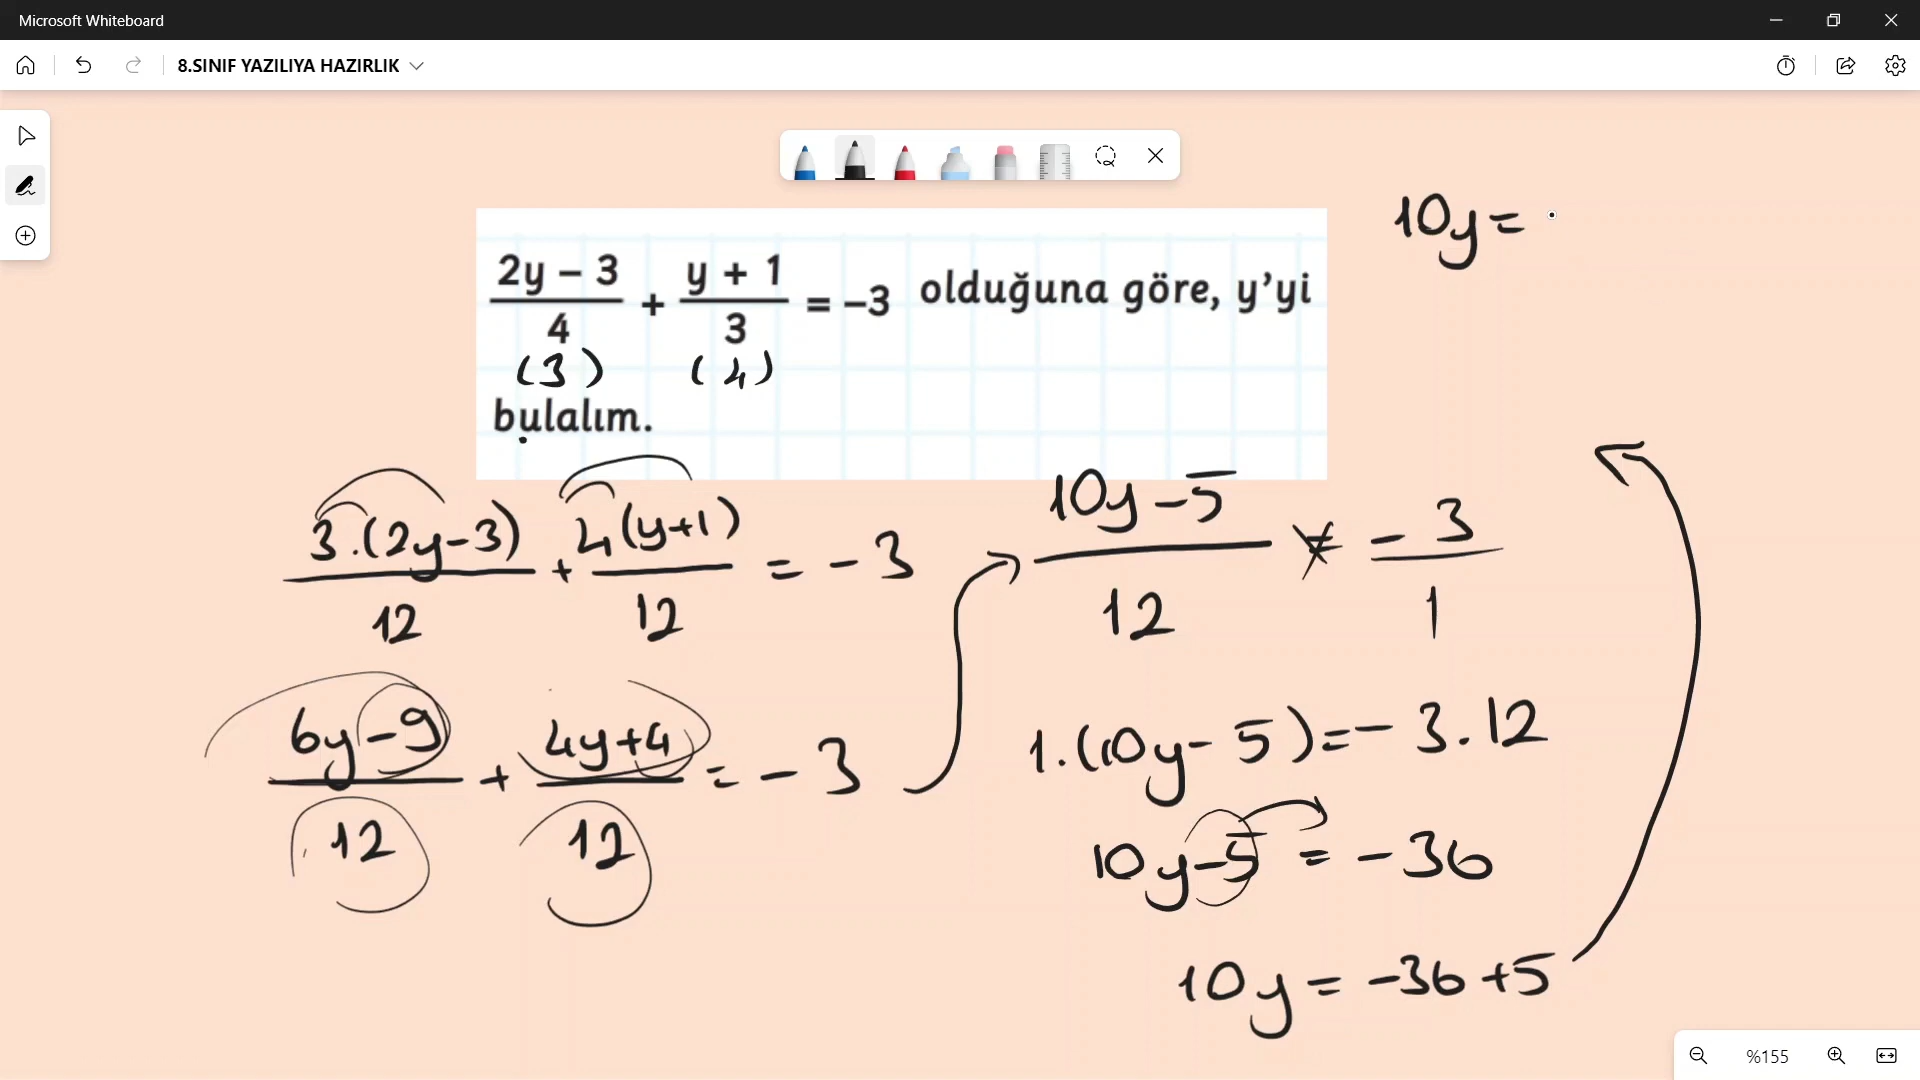 Microsoft Whiteboard
8.SINIF YAZILIYA HAZIRLIK
10y =
2y – 3 / 4 + y + 1 / 3 = –3 olduğuna göre, y’yi
(3) (4)
bulalım.
3.(2y-3) / 12 + 4(y+1) / 12 = -3
6y-9 / 12 + 4y+4 / 12 = -3
10y-5 / 12 = -3 / 1
1.(10y-5)=-3.12
10y-5 = -36
10y = -36+5
%155